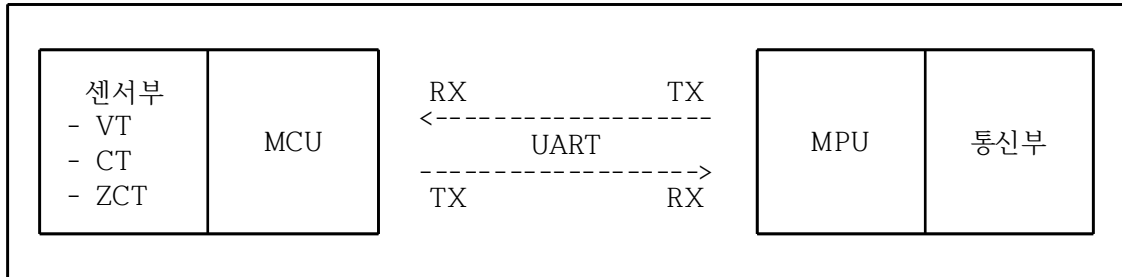 센서부
- VT
- CT
- ZCT
MCU
RX TX
<-------------------
UART
------------------->
TX RX
MPU
통신부